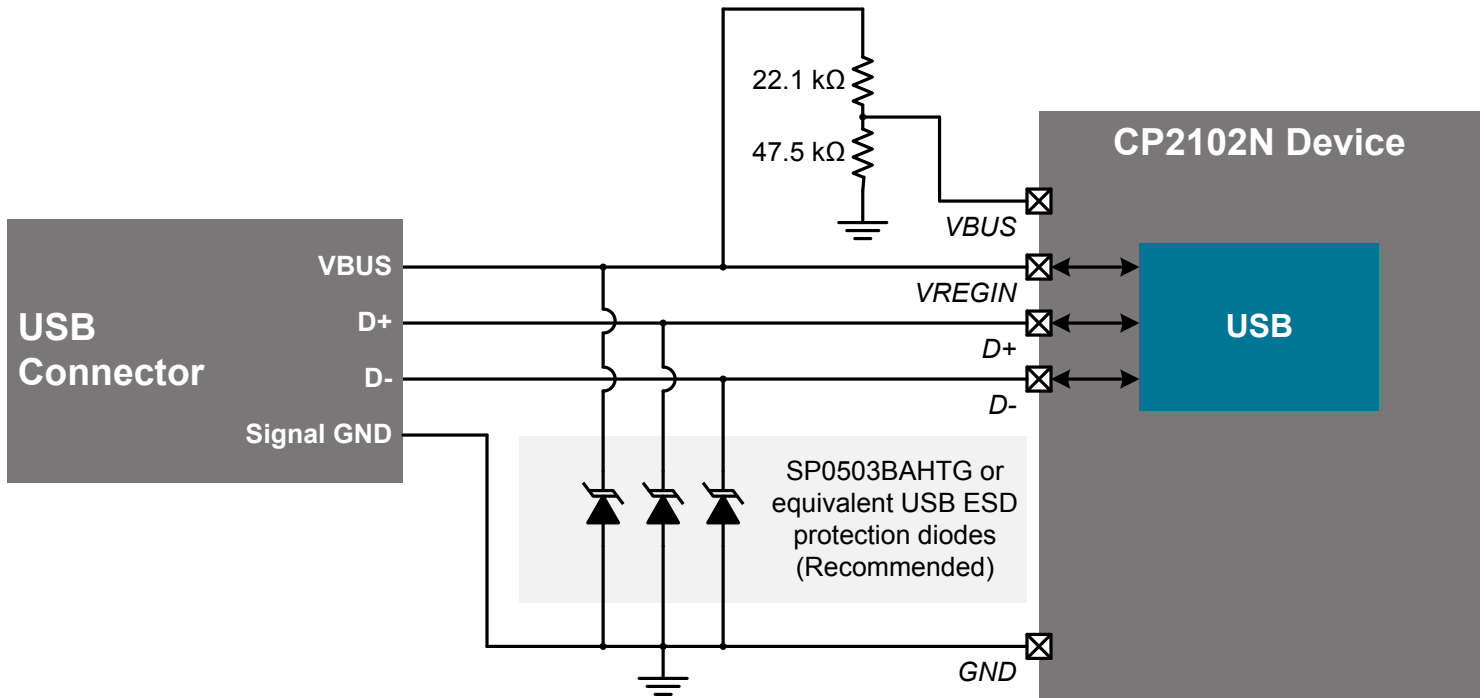 22.1 kΩ
47.5 kΩ
CP2102N Device
VBUS
VBUS
VREGIN
USB
Connector
D+
D+
USB
D-
D-
Signal GND
SP0503BAHTG or
equivalent USB ESD
protection diodes
(Recommended)
GND